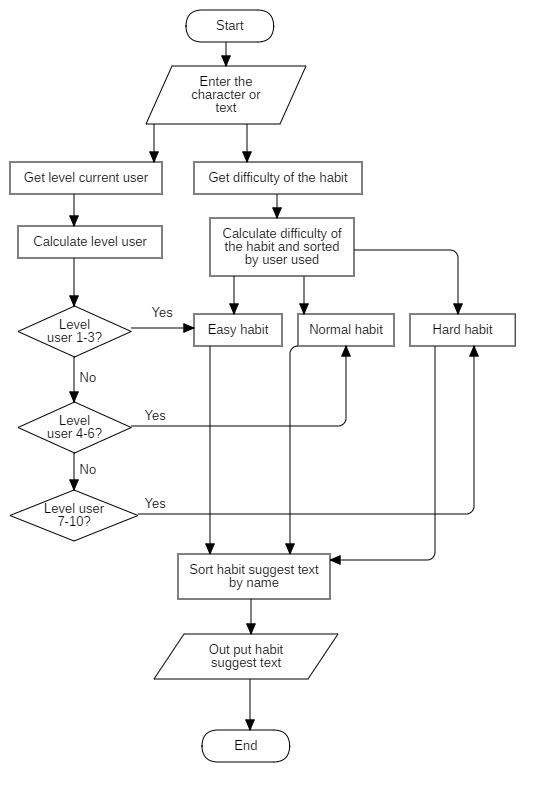 Start
Enter the
character or
text
Get level current user
Get difficulty of the habit
Calculate level user
Calculate difficulty of
the habit and sorted
by user used
Level
user 1-3?
Yes
Easy habit
Normal habit
Hard habit
No
Level
user 4-6?
Yes
No
Level user
7-10?
Yes
Sort habit suggest text
by name
Out put habit
suggest text
End